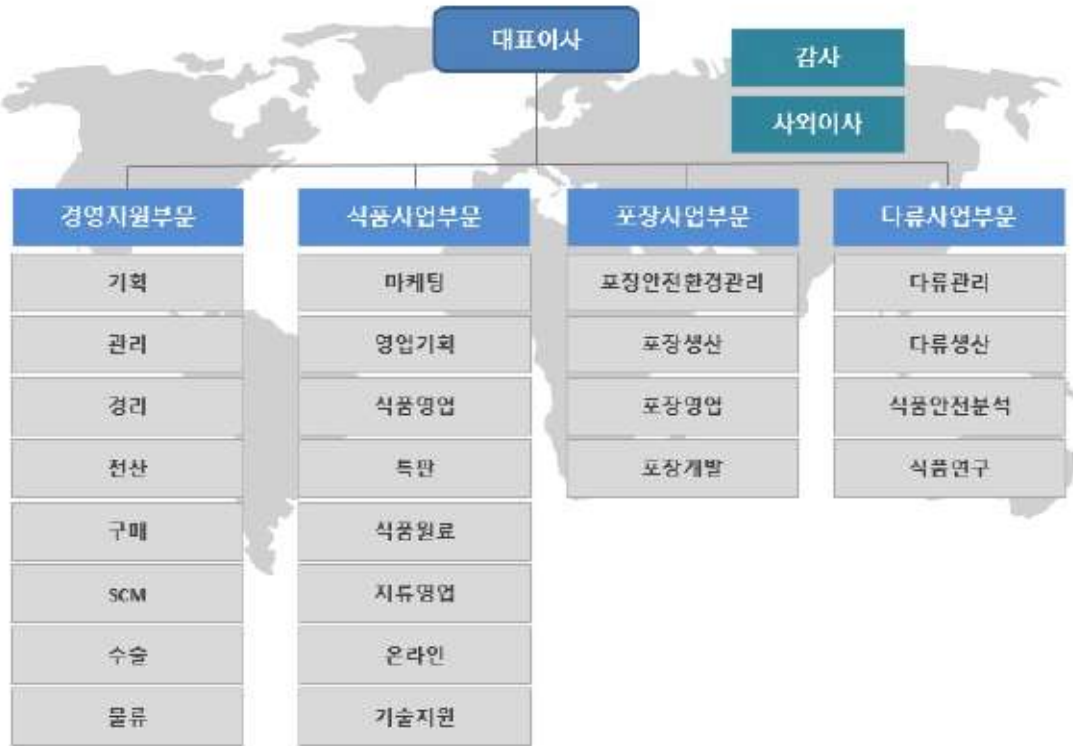 대표이사
감사
사외이사
경영지원부문
식품사업부문
포장사업부문
다류사업부문
기획
마케팅
포장안전환경관리
다류관리
관리
영업기획
포장생산
다류생산
경리
식품영업
포장영업
식품안전분석
전산
특판
포장개발
식품연구
구매
식품원료
SCM
지류영업
수출
온라인
물류
기술지원